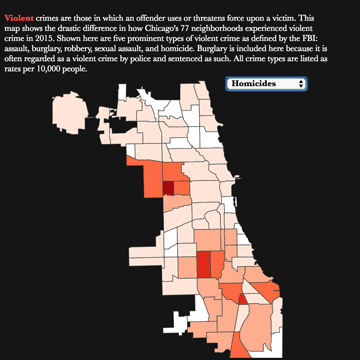 Violent crimes are those in which an offender uses or threatens force upon a victim. This
map shows the drastic difference in how Chicago's 77 neighborhoods experienced violent
crime in 2015. Shown here are five prominent types of violent crime as defined by the FBI:
assault, burglary, robbery, sexual assault, and homicide. Burglary is included here because it is
often regarded as a violent crime by police and sentenced as such. All crime types are listed as
rates per 10,000 people.
Homicides